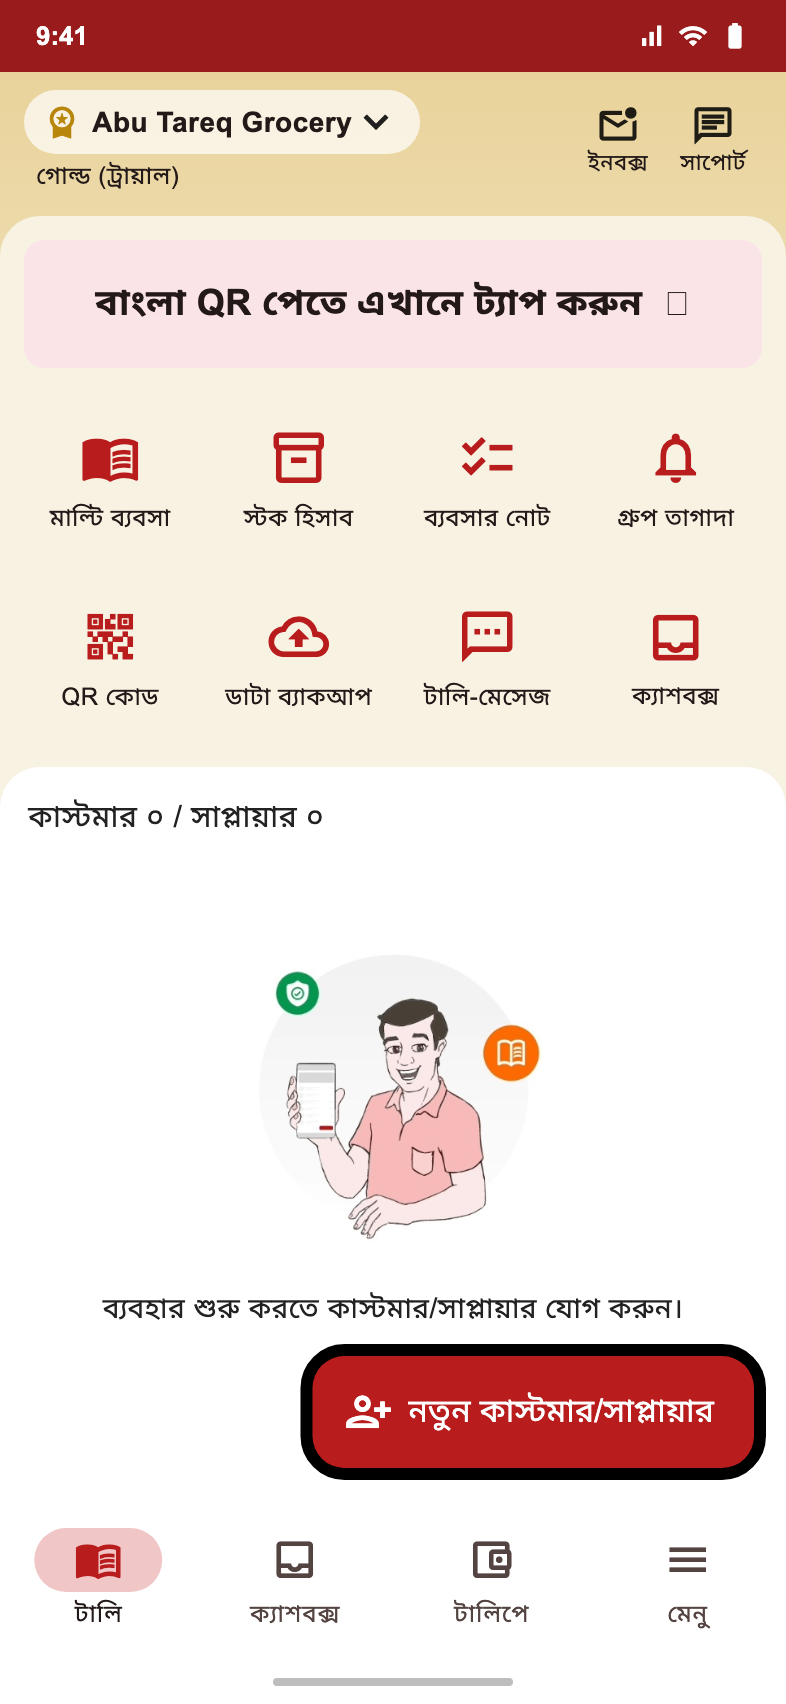 9:41
Abu Tareq Grocery
গোল্ড (ট্রায়াল)
ইনবক্স
সাপোর্ট
বাংলা QR পেতে এখানে ট্যাপ করুন
মাল্টি ব্যবসা
স্টক হিসাব
ব্যবসার নোট
গ্রুপ তাগাদা
QR কোড
ডাটা ব্যাকআপ
টালি-মেসেজ
ক্যাশবক্স
কাস্টমার ০ / সাপ্লায়ার ০
ব্যবহার শুরু করতে কাস্টমার/সাপ্লায়ার যোগ করুন।
নতুন কাস্টমার/সাপ্লায়ার
টালি
ক্যাশবক্স
টালিপে
মেনু